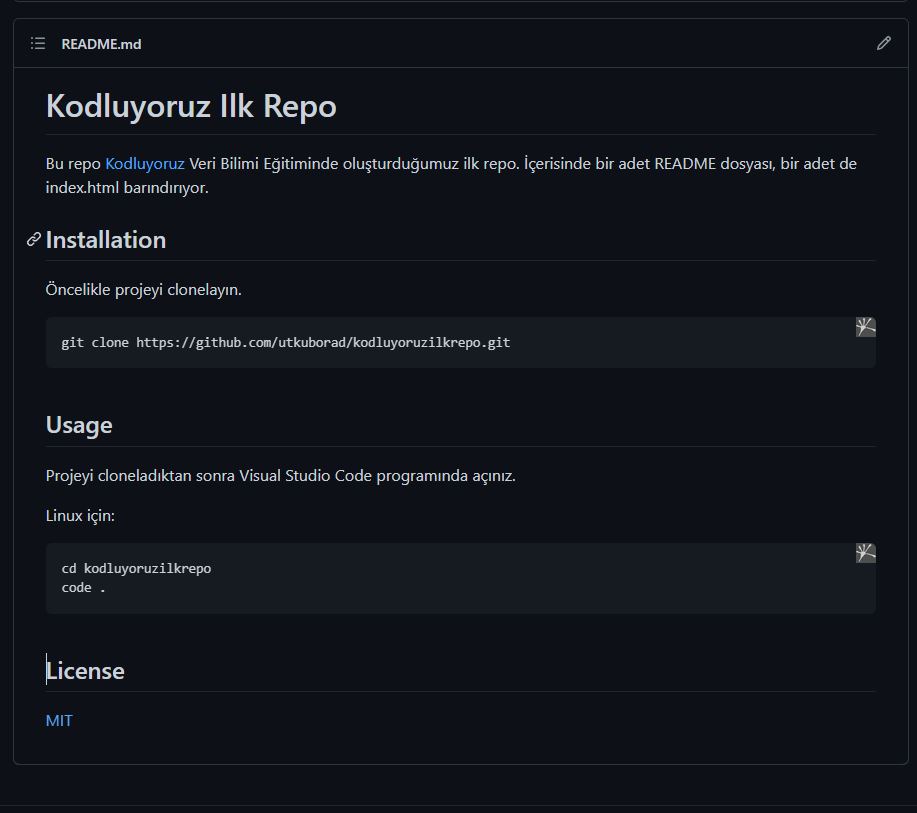 README.md
Kodluyoruz Ilk Repo
Bu repo Kodluyoruz Veri Bilimi Eğitiminde oluşturduğumuz ilk repo. İçerisinde bir adet README dosyası, bir adet de
index.html barındırıyor.
Installation
Öncelikle projeyi clonelayın.
git clone https://github.com/utkuborad/kodluyoruzilkrepo.git
Usage
Projeyi cloneladıktan sonra Visual Studio Code programında açınız.
Linux için:
cd kodluyoruzilkrepo
code .
License
MIT